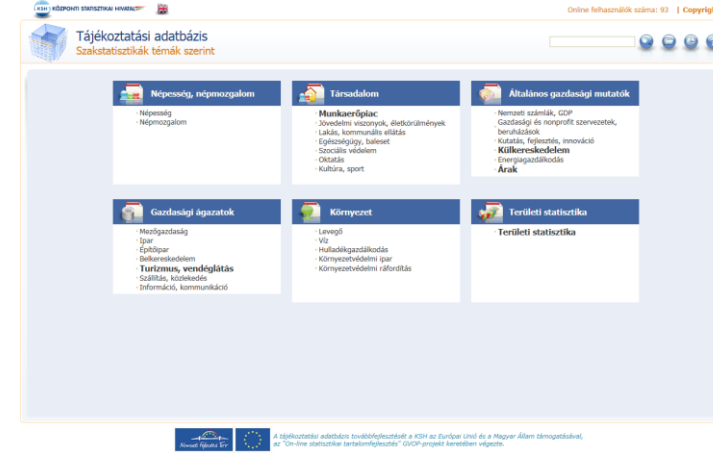 KSH KÖZPONTI STATISZTIKAI HIVATAL
Online felhasználók száma: 93 | Copyrigh
Tájékoztatási adatbázis
Szakstatisztikák témák szerint
Népesség, népmozgalom
· Népesség
· Népmozgalom
Társadalom
· Munkaerőpiac
· Jövedelmi viszonyok, életkörülmények
· Lakás, kommunális ellátás
· Egészségügy, baleset
· Szociális védelem
· Oktatás
· Kultúra, sport
Általános gazdasági mutatók
· Nemzeti számlák, GDP
Gazdasági és nonprofit szervezetek,
· beruházások
· Kutatás, fejlesztés, innováció
· Külkereskedelem
· Energiagazdálkodás
· Árak
Gazdasági ágazatok
· Mezőgazdaság
· Ipar
· Építőipar
· Belkereskedelem
· Turizmus, vendéglátás
· Szállítás, közlekedés
· Információ, kommunikáció
Környezet
· Levegő
· Víz
· Hulladékgazdálkodás
· Környezetvédelmi ipar
· Környezetvédelmi ráfordítás
Területi statisztika
· Területi statisztika
Nemzeti Fejlesztési Terv
A tájékoztatási adatbázis továbbfejlesztését a KSH az Európai Unió és a Magyar Állam támogatásával,
az "On-line statisztikai tartalomfejlesztés" GVOP-projekt keretében végezte.